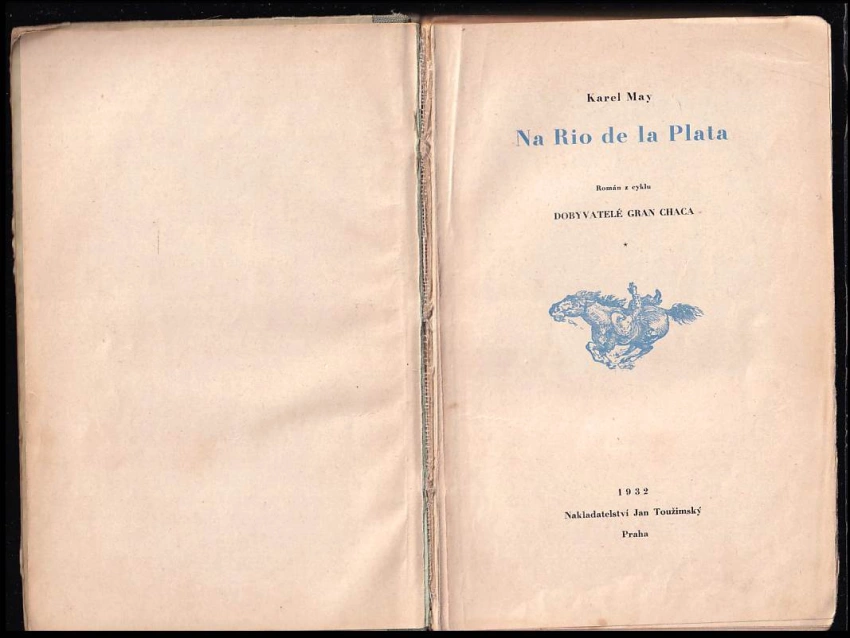 Karel May
Na Rio de la Plata
Román z cyklu
DOBYVATELÉ GRAN CHACA
*
1932
Nakladatelství Jan Toužimský
Praha